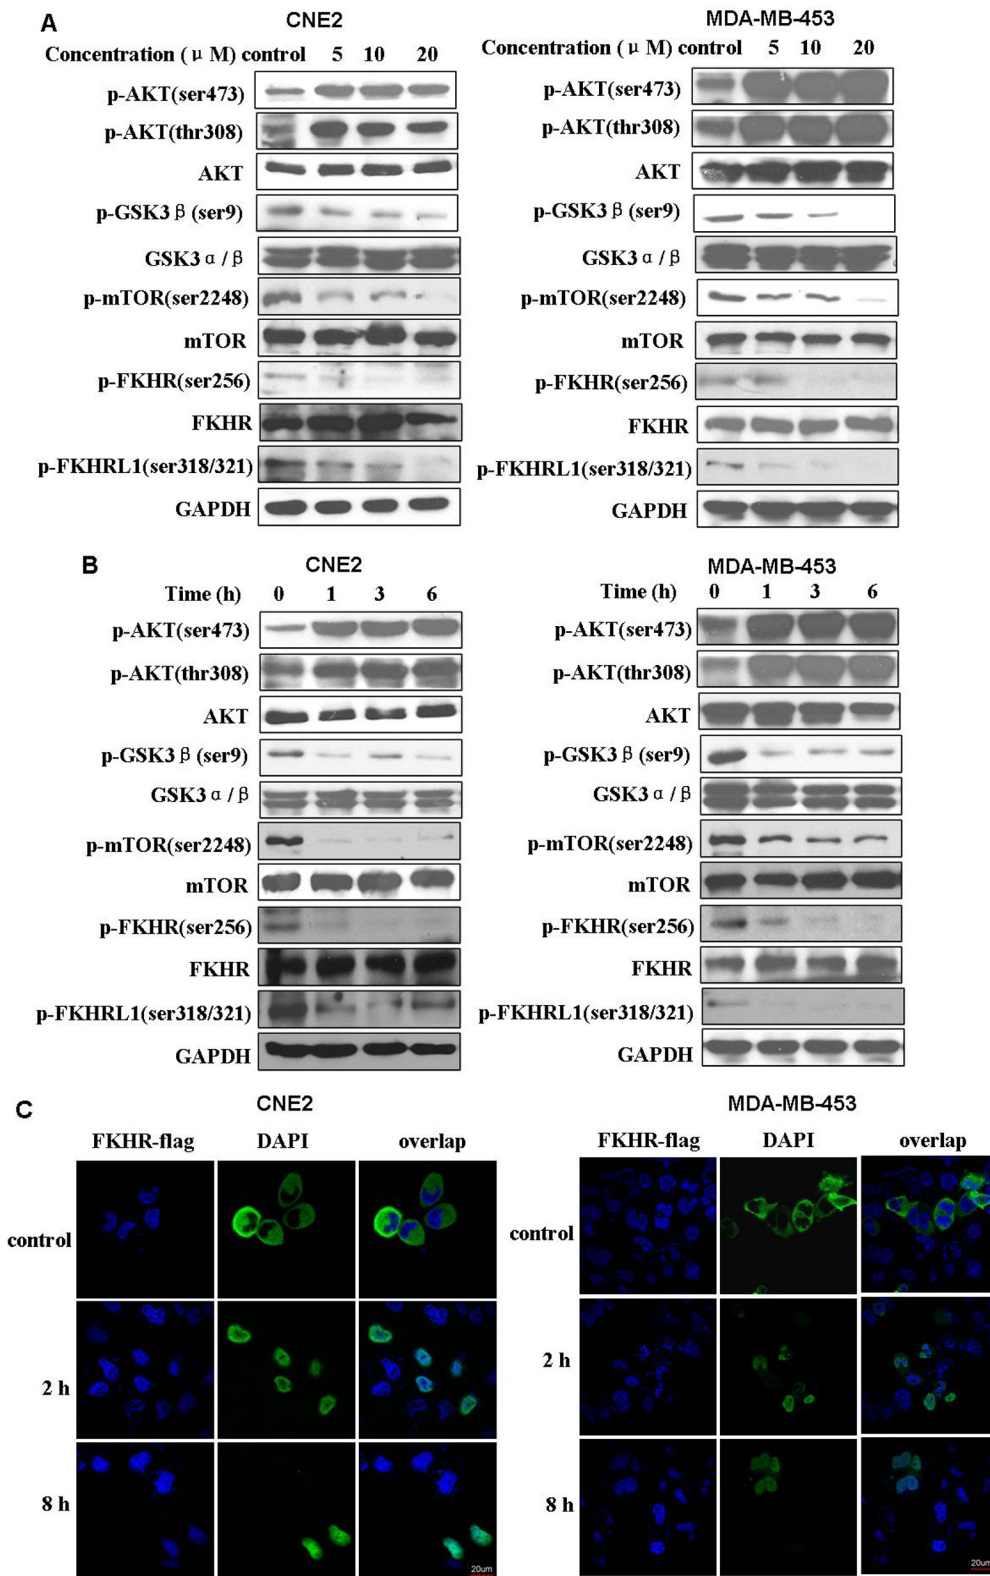 A
CNE2
MDA-MB-453
Concentration ( μ M) control 5 10 20
Concentration ( μ M) control 5 10 20
p-AKT(ser473)
p-AKT(ser473)
p-AKT(thr308)
p-AKT(thr308)
AKT
AKT
p-GSK3 β (ser9)
p-GSK3 β (ser9)
GSK3 α / β
GSK3 α / β
p-mTOR(ser2248)
p-mTOR(ser2248)
mTOR
mTOR
p-FKHR(ser256)
p-FKHR(ser256)
FKHR
FKHR
p-FKHRL1(ser318/321)
p-FKHRL1(ser318/321)
GAPDH
GAPDH
B
CNE2
MDA-MB-453
Time (h) 0 1 3 6
Time (h) 0 1 3 6
p-AKT(ser473)
p-AKT(ser473)
p-AKT(thr308)
p-AKT(thr308)
AKT
AKT
p-GSK3 β (ser9)
p-GSK3 β (ser9)
GSK3 α / β
GSK3 α / β
p-mTOR(ser2248)
p-mTOR(ser2248)
mTOR
mTOR
p-FKHR(ser256)
p-FKHR(ser256)
FKHR
FKHR
p-FKHRL1(ser318/321)
p-FKHRL1(ser318/321)
GAPDH
GAPDH
C
CNE2
MDA-MB-453
FKHR-flag DAPI overlap
FKHR-flag DAPI overlap
control
control
2 h
2 h
8 h
8 h
20um
20um